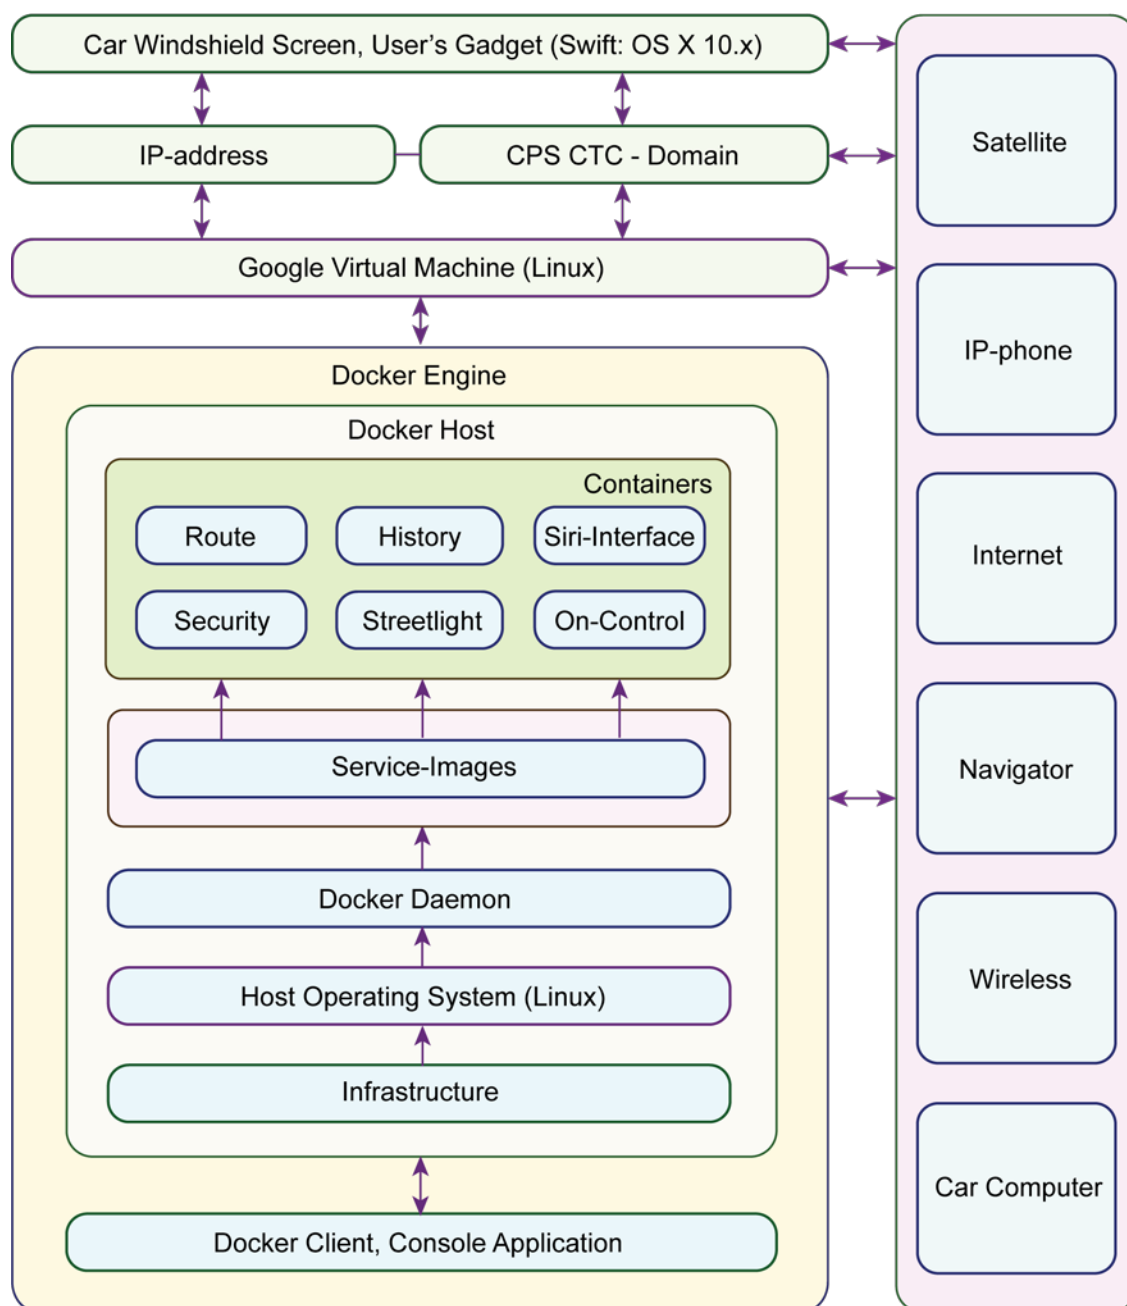 Car Windshield Screen, User's Gadget (Swift: OS X 10.x)
IP-address
CPS CTC - Domain
Google Virtual Machine (Linux)
Docker Engine
Docker Host
Containers
Route
History
Siri-Interface
Security
Streetlight
On-Control
Service-Images
Docker Daemon
Host Operating System (Linux)
Infrastructure
Docker Client, Console Application
Satellite
IP-phone
Internet
Navigator
Wireless
Car Computer